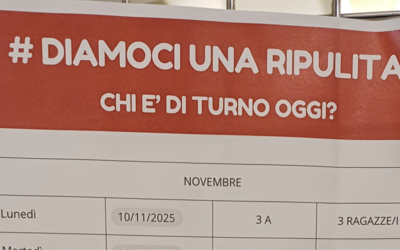 # DIAMOCI UNA RIPULITA
CHI E' DI TURNO OGGI?
NOVEMBRE
Lunedì 10/11/2025 3 A 3 RAGAZZE/I